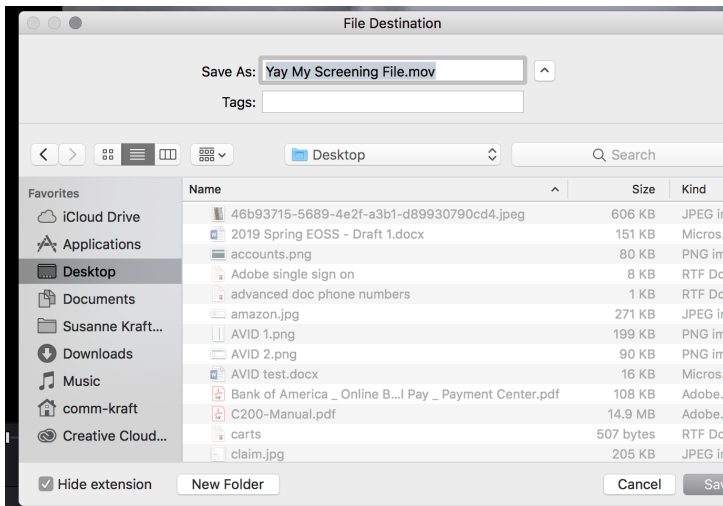 File Destination
Save As: Yay My Screening File.mov
Tags:
Desktop
Search
Favorites
iCloud Drive
Applications
Desktop
Documents
Susanne Kraft...
Downloads
Music
comm-kraft
Creative Cloud...
Name Size Kind
46b93715-5689-4e2f-a3b1-d89930790cd4.jpeg 606 KB JPEG i
2019 Spring EOSS - Draft 1.docx 151 KB Micros
accounts.png 80 KB PNG im
Adobe single sign on 8 KB RTF Do
advanced doc phone numbers 1 KB RTF Do
amazon.jpg 271 KB JPEG i
AVID 1.png 199 KB PNG im
AVID 2.png 90 KB PNG im
AVID test.docx 16 KB Micros
Bank of America _ Online B...l Pay _ Payment Center.pdf 108 KB Adobe
C200-Manual.pdf 14.9 MB Adobe
carts 507 bytes RTF Do
claim.jpg 205 KB JPEG i
Hide extension New Folder Cancel Sa